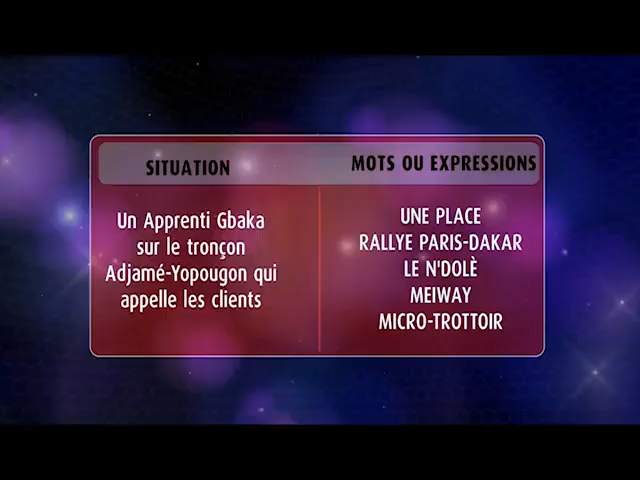 SITUATION
MOTS OU EXPRESSIONS
Un Apprenti Gbaka
sur le tronçon
Adjamé-Yopougon qui
appelle les clients
UNE PLACE
RALLYE PARIS-DAKAR
LE N'DOLÈ
MEIWAY
MICRO-TROTTOIR